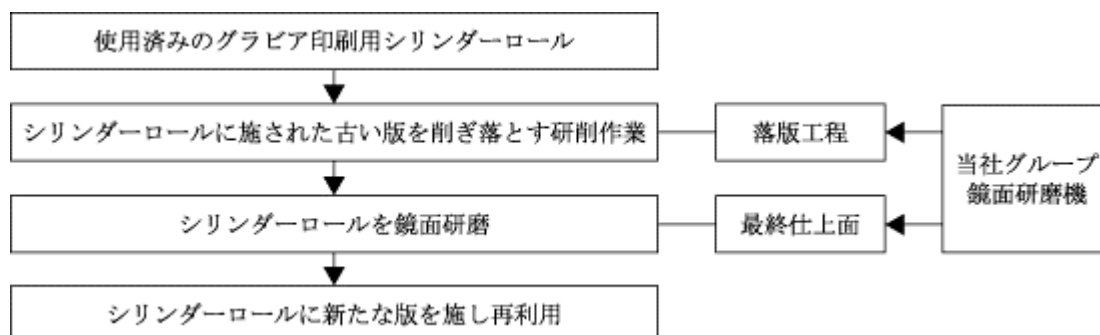 使用済みのグラビア印刷用シリンダーロール
シリンダーロールに施された古い版を削ぎ落とす研削作業
落版工程
当社グループ
鏡面研磨機
シリンダーロールを鏡面研磨
最終仕上面
シリンダーロールに新たな版を施し再利用